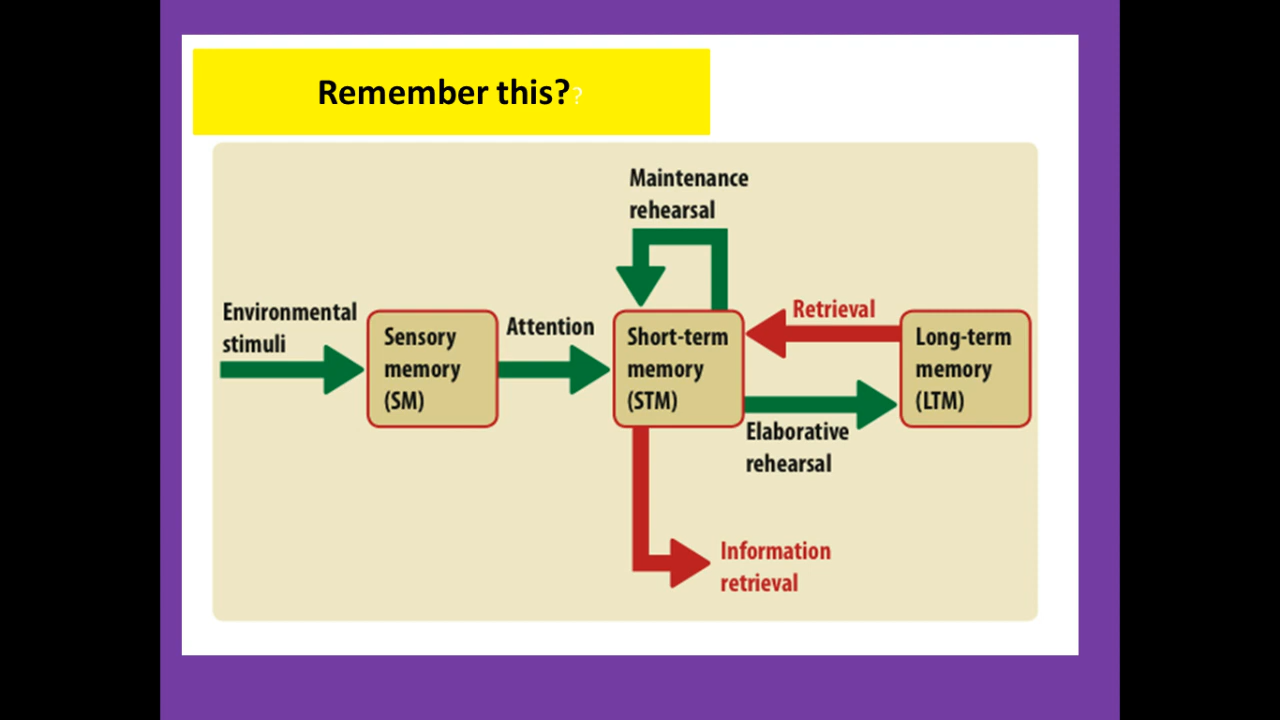 Remember this??
Maintenance
rehearsal
Environmental
stimuli
Sensory
memory
(SM)
Attention
Short-term
memory
(STM)
Retrieval
Elaborative
rehearsal
Long-term
memory
(LTM)
Information
retrieval